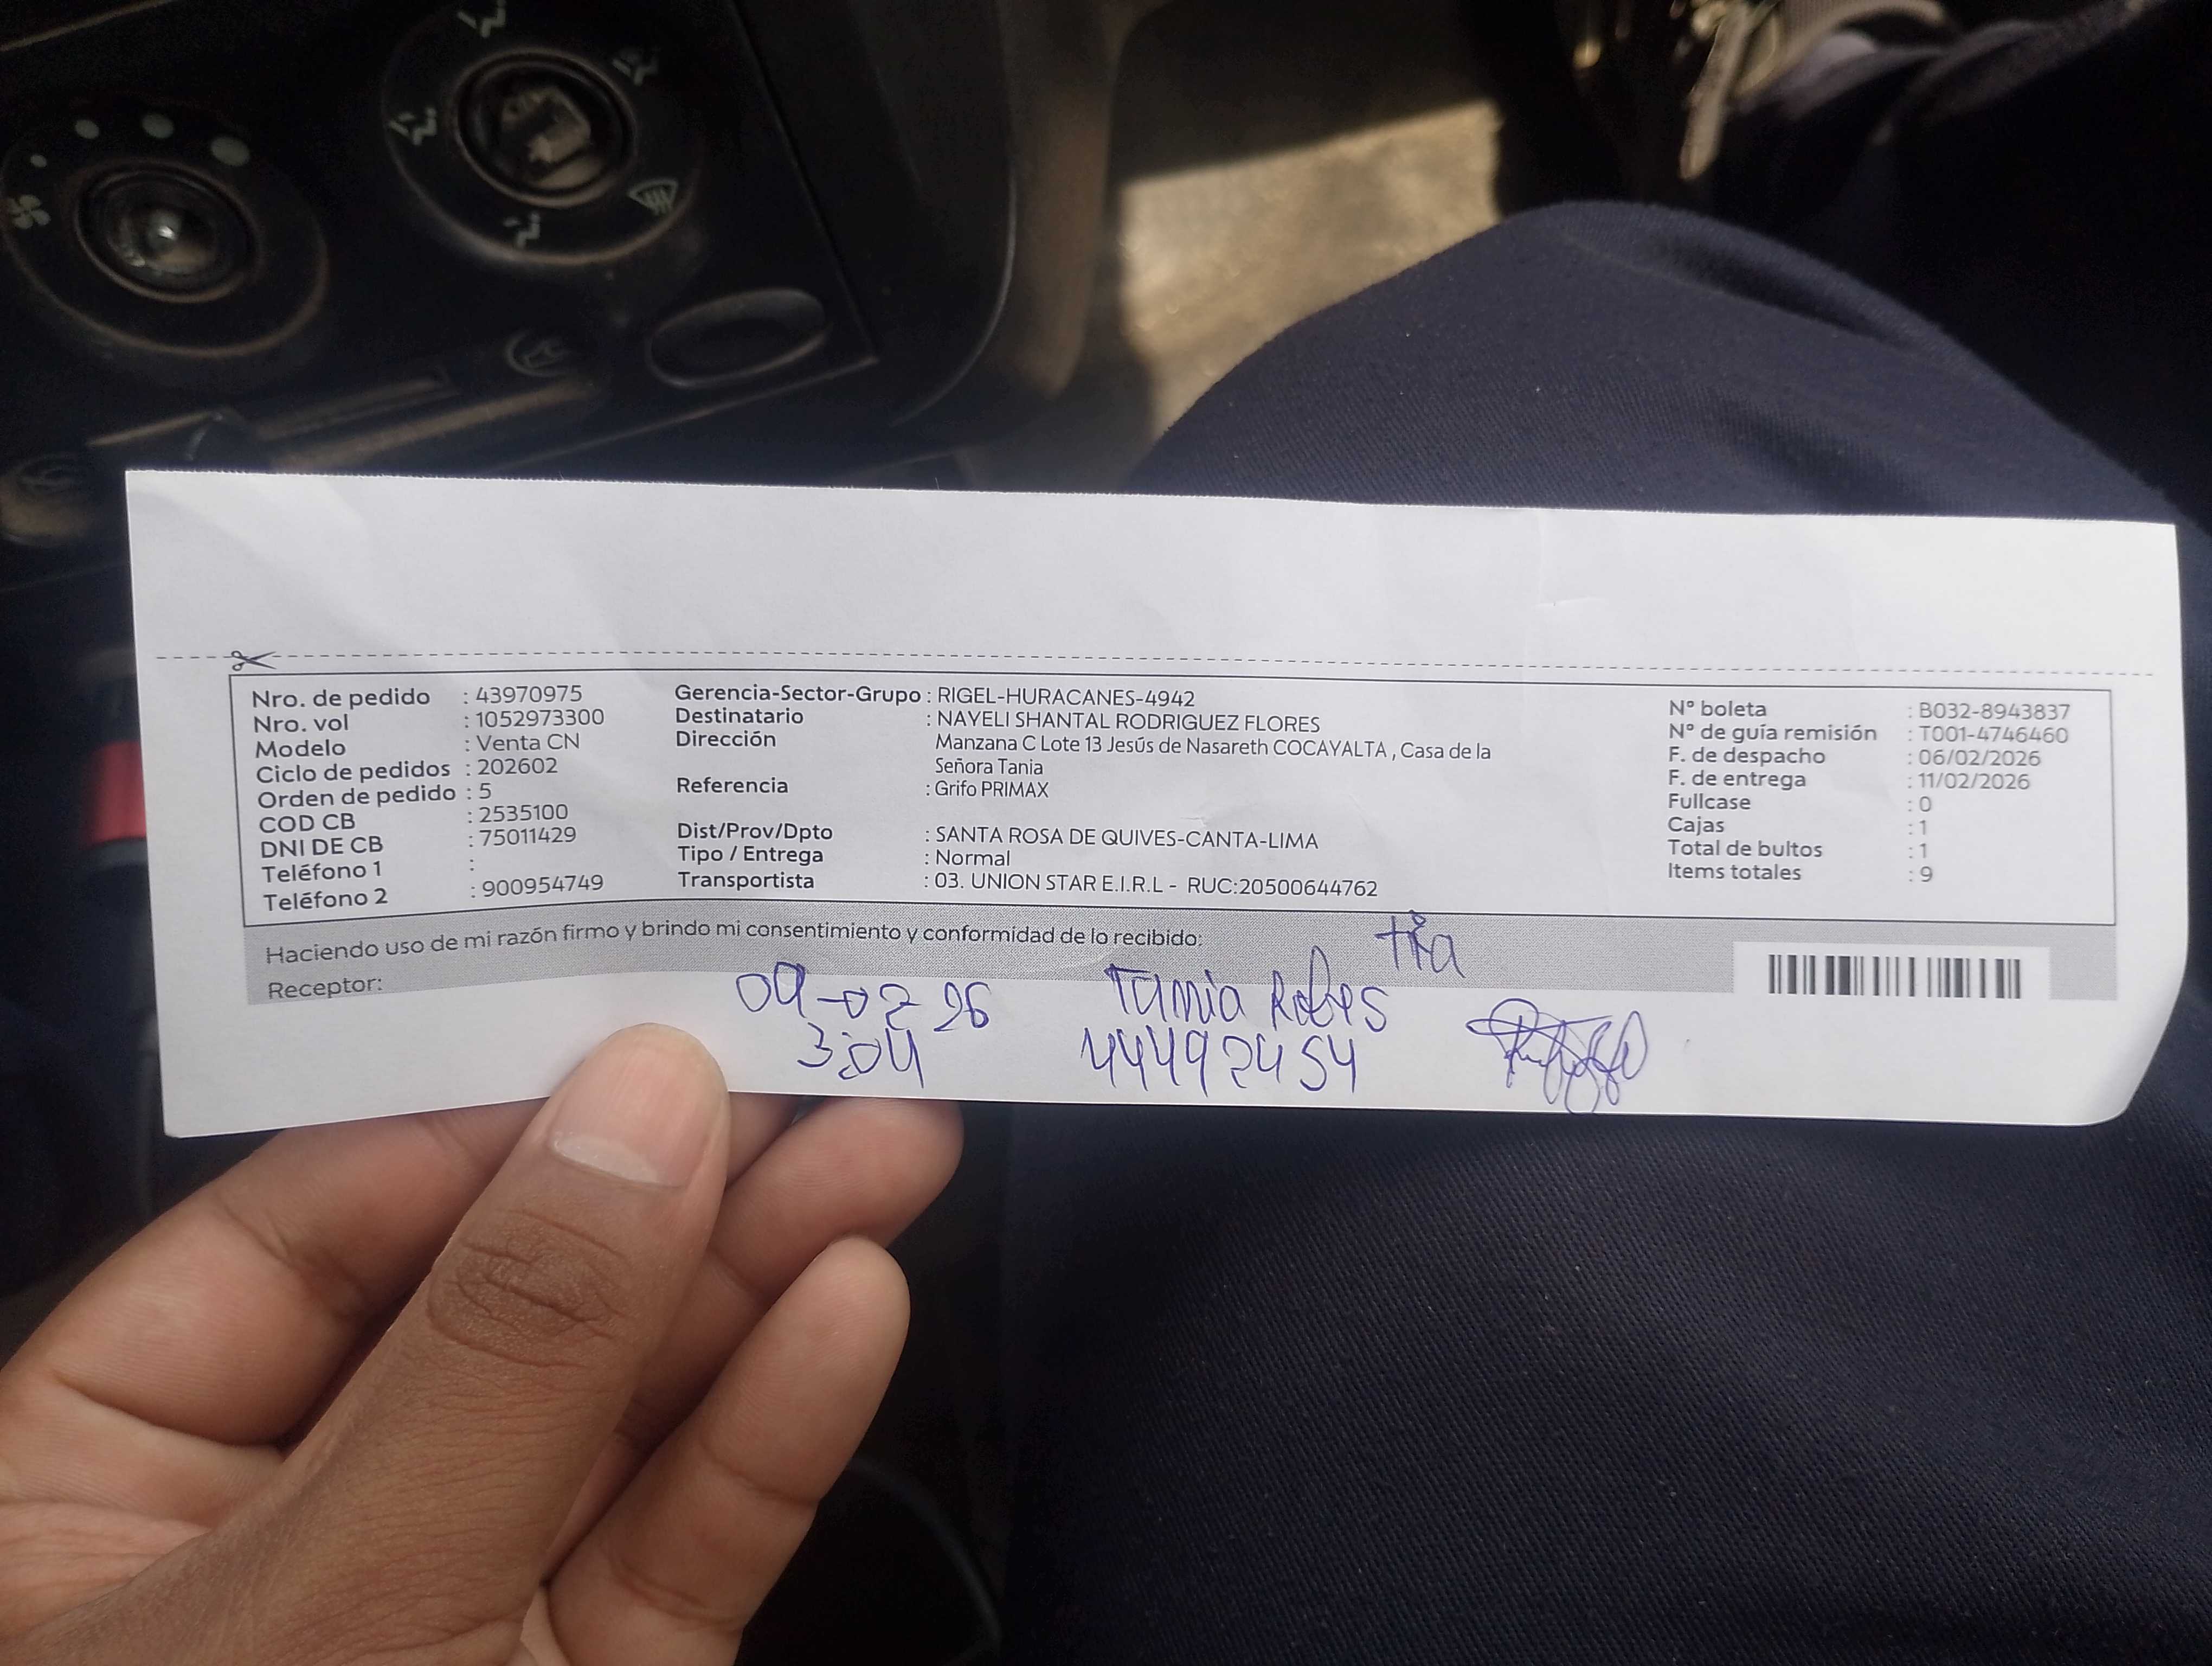 Nro. de pedido : 43970975
Nro. vol : 1052973300
Modelo : Venta CN
Ciclo de pedidos : 202602
Orden de pedido : 5
COD CB : 2535100
DNI DE CB : 75011429
Teléfono 1 :
Teléfono 2 : 900954749
Gerencia-Sector-Grupo : RIGEL-HURACANES-4942
Destinatario : NAYELI SHANTAL RODRIGUEZ FLORES
Dirección Manzana C Lote 13 Jesús de Nasareth COCAYALTA , Casa de la
Señora Tania
Referencia : Grifo PRIMAX
Dist/Prov/Dpto : SANTA ROSA DE QUIVES-CANTA-LIMA
Tipo / Entrega : Normal
Transportista : 03. UNION STAR E.I.R.L - RUC:20500644762
N° boleta : B032-8943837
N° de guía remisión : T001-4746460
F. de despacho : 06/02/2026
F. de entrega : 11/02/2026
Fullcase : 0
Cajas : 1
Total de bultos : 1
Items totales : 9
Haciendo uso de mi razón firmo y brindo mi consentimiento y conformidad de lo recibido:
Receptor:
tía
09-02 26 Tania
3:04 44492454